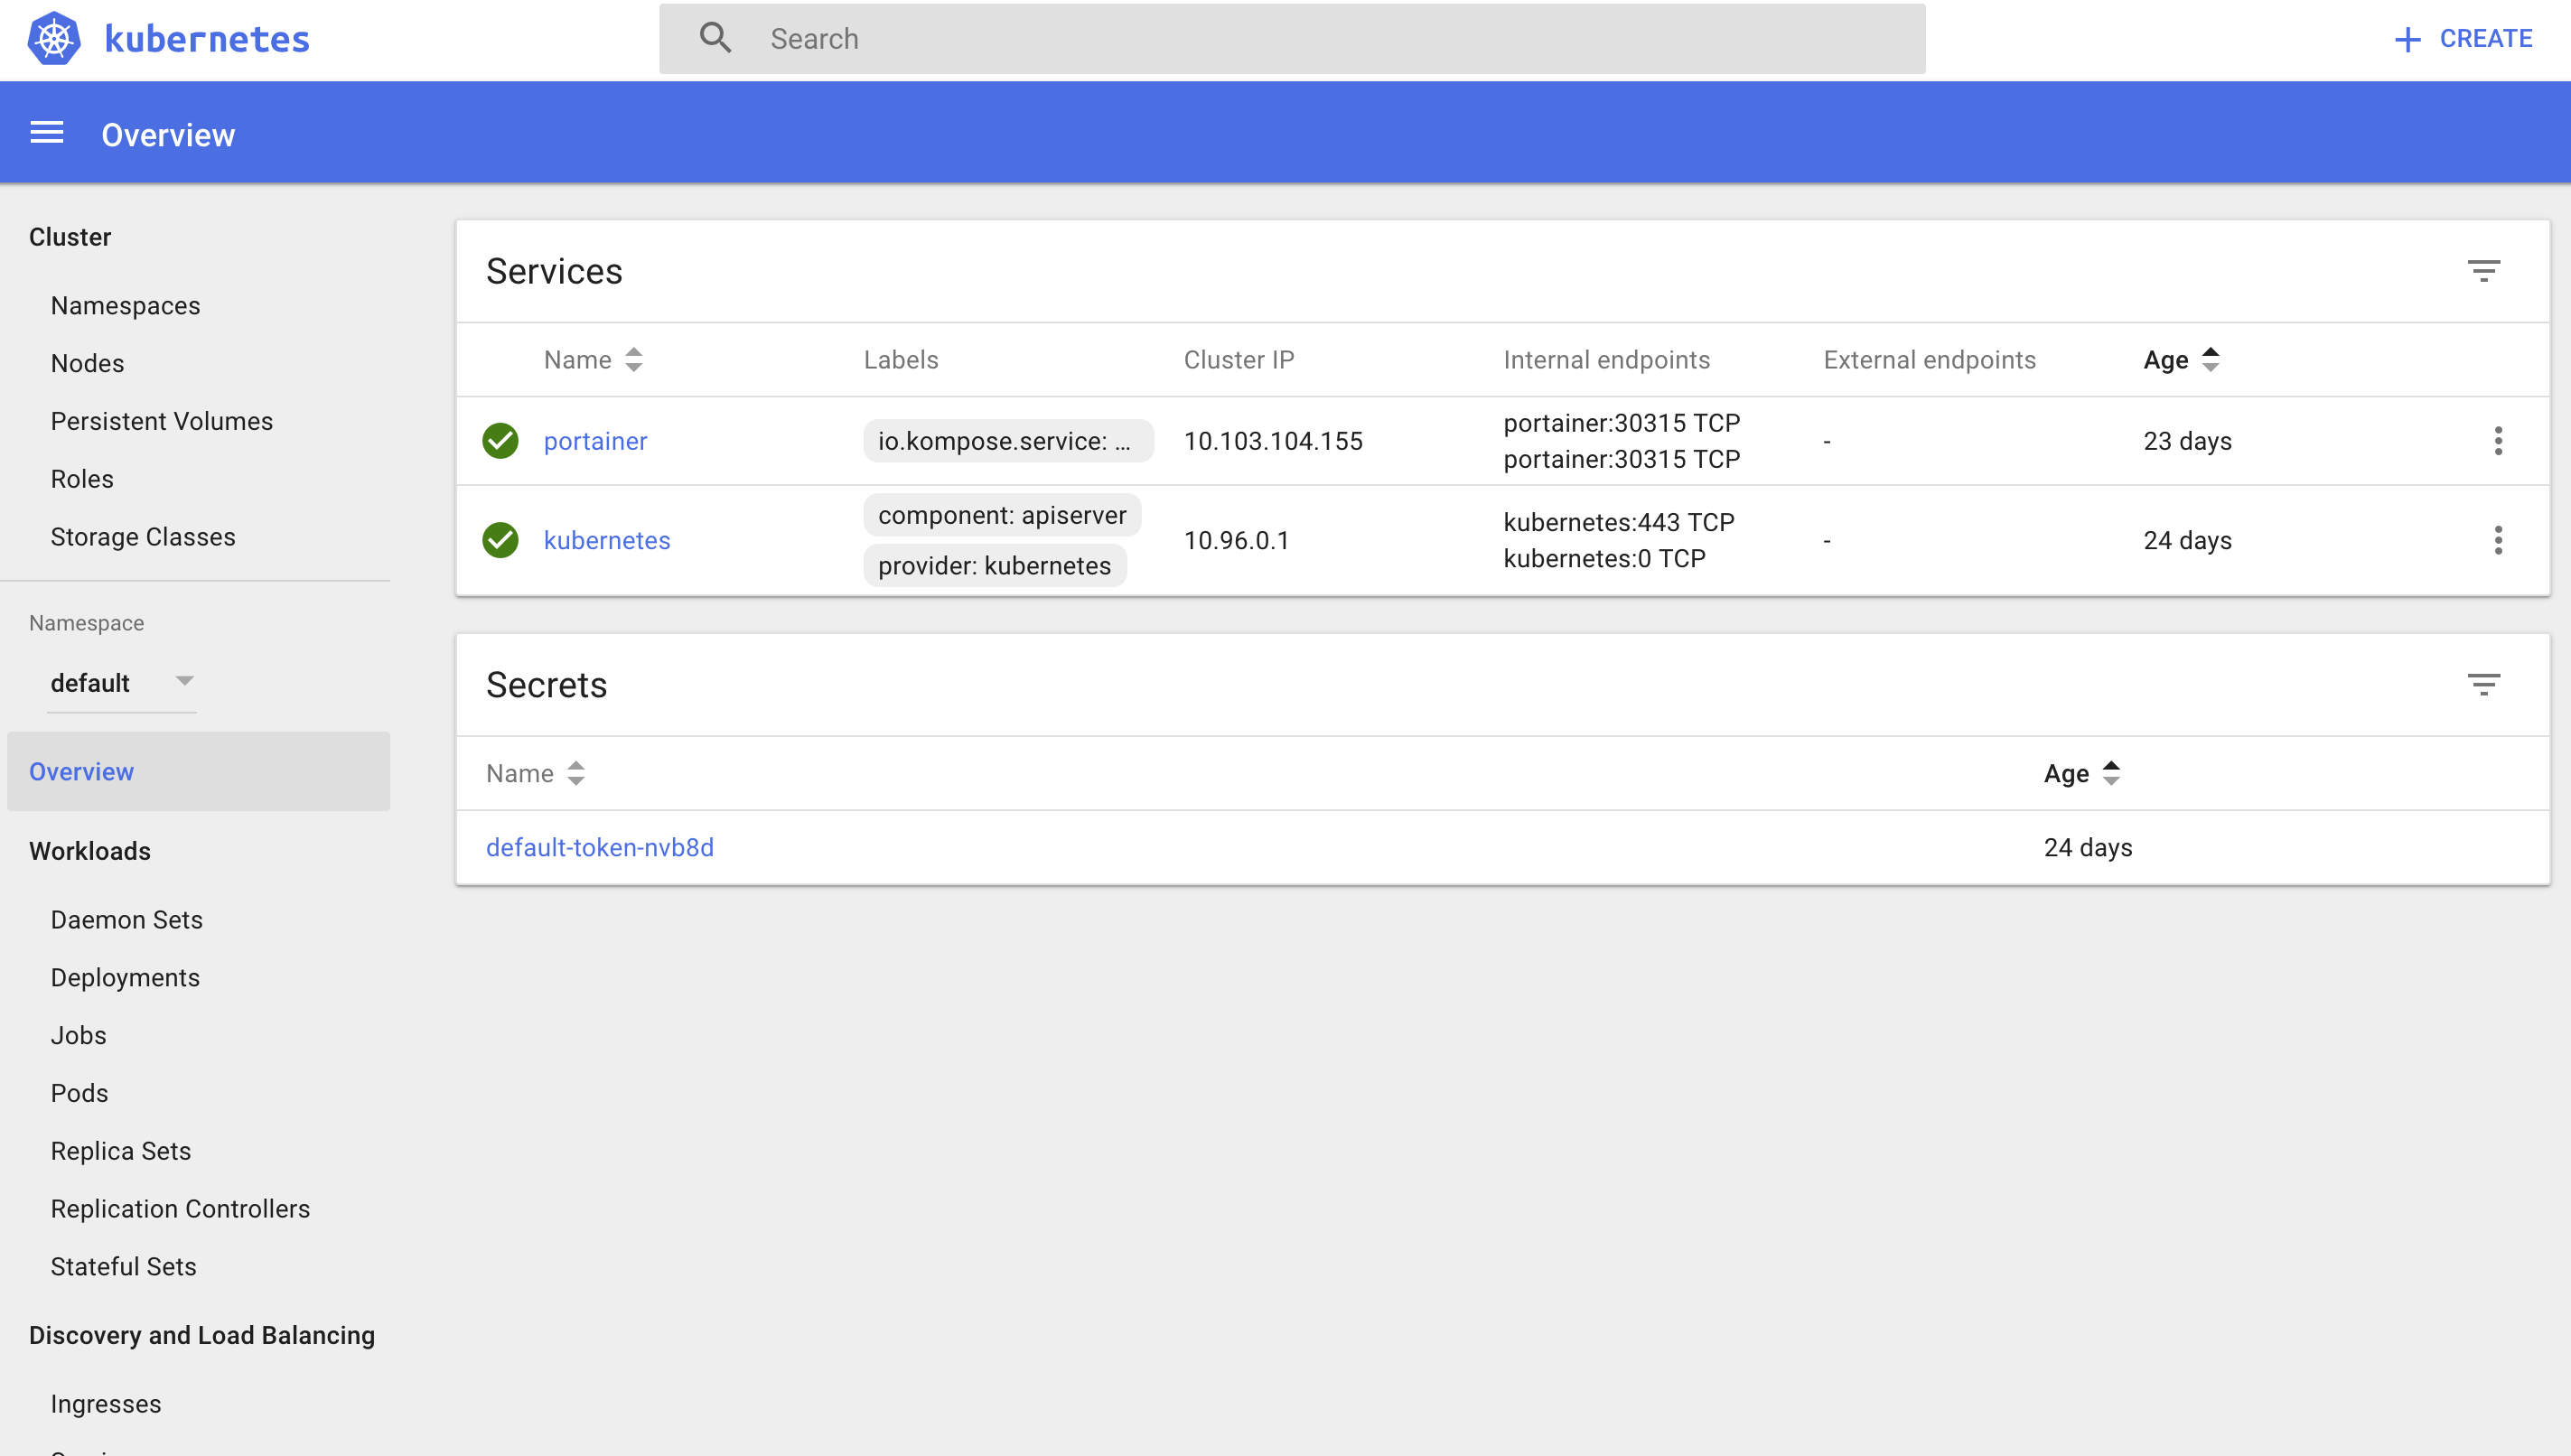 kubernetes
Search
CREATE
Overview
Cluster
Namespaces
Nodes
Persistent Volumes
Roles
Storage Classes
Namespace
default
Overview
Workloads
Daemon Sets
Deployments
Jobs
Pods
Replica Sets
Replication Controllers
Stateful Sets
Discovery and Load Balancing
Ingresses
Services
Name Labels Cluster IP Internal endpoints External endpoints Age
portainer io.kompose.service: ... 10.103.104.155 portainer:30315 TCP - 23 days
portainer:30315 TCP
kubernetes component: apiserver 10.96.0.1 kubernetes:443 TCP - 24 days
provider: kubernetes kubernetes:0 TCP
Secrets
Name Age
default-token-nvb8d 24 days